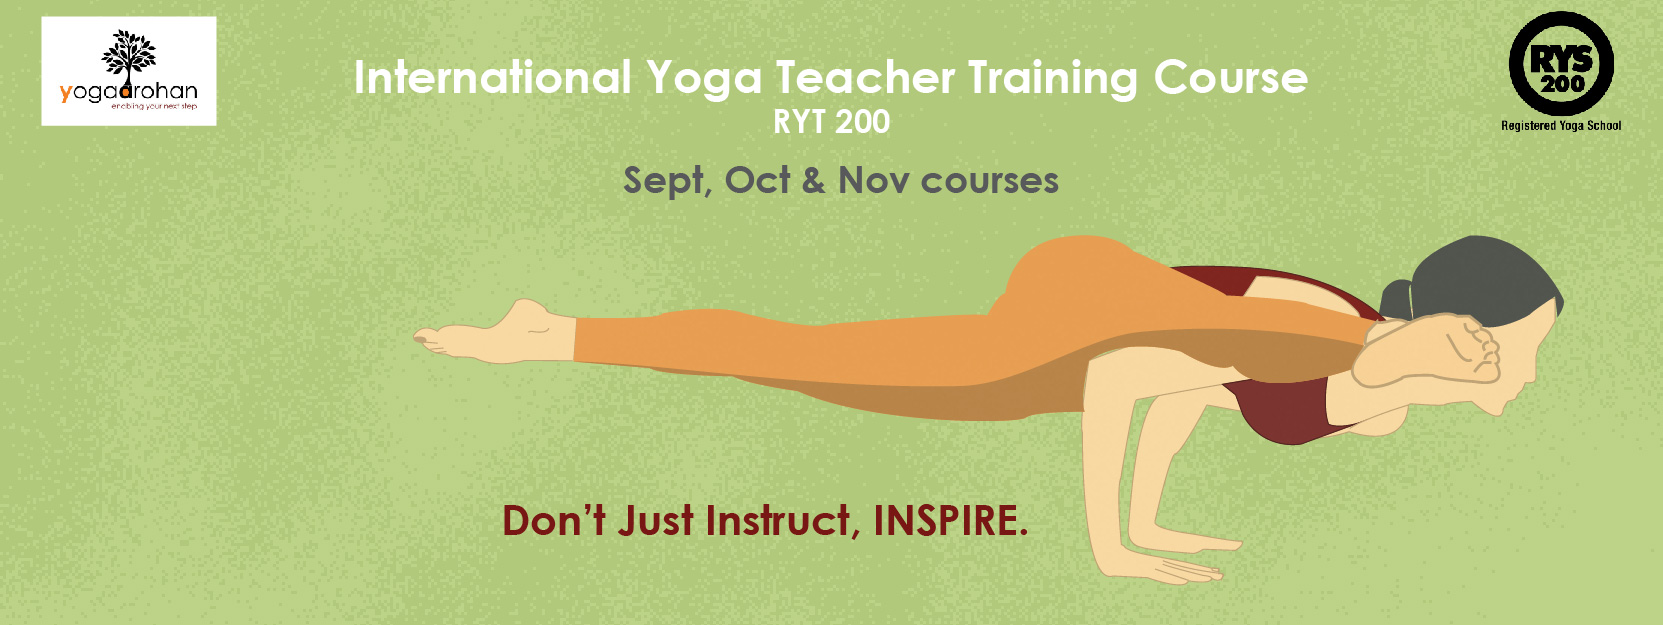 yogadrohan
enabling your next step
International Yoga Teacher Training Course
RYT 200
Sept, Oct & Nov courses
RYS
200
Registered Yoga School
Don't Just Instruct, INSPIRE.